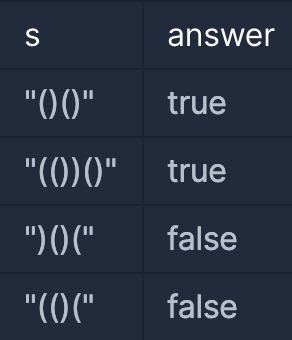 s answer
"()()" true
"(())()" true
")()(" false
"(()(" false